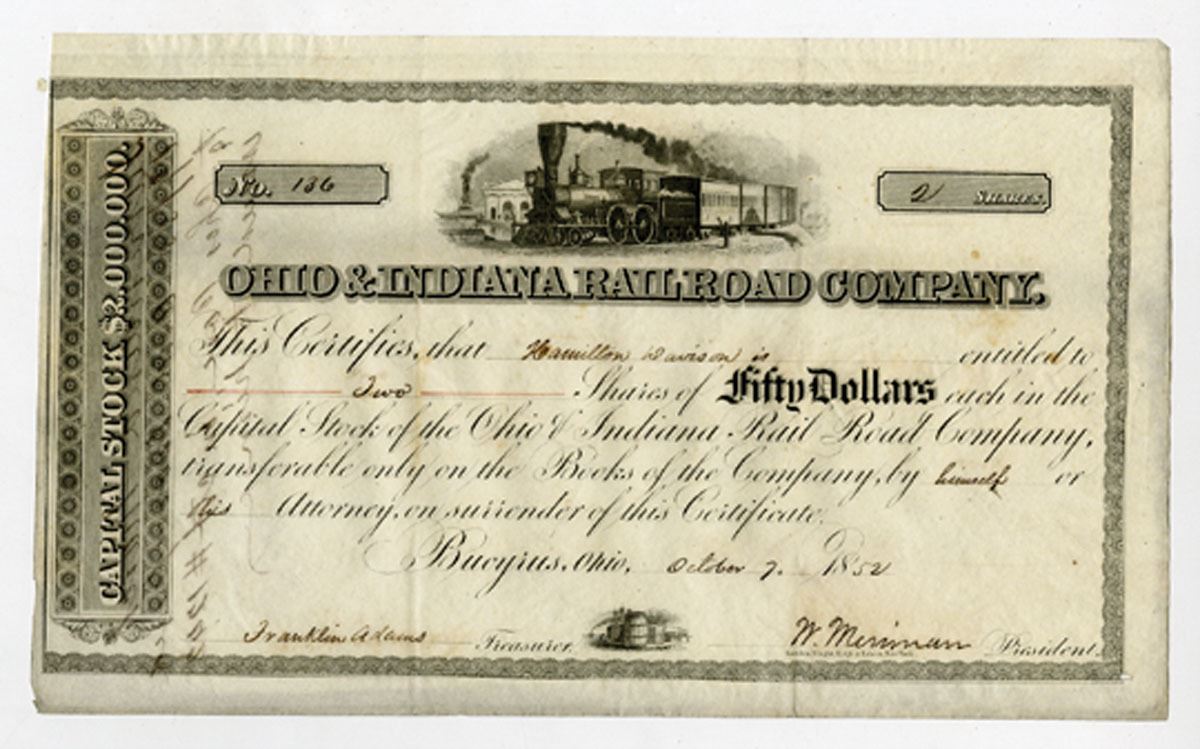 No. 136
2 SHARES.
CAPITAL STOCK $2.000.000.
OHIO & INDIANA RAIL ROAD COMPANY.
This Certifies, that Hamilton Davison is entitled to
Two Shares of Fifty Dollars each in the
Capital Stock of the Ohio & Indiana Rail Road Company,
transferable only on the Books of the Company, by himself or
his Attorney, on surrender of this Certificate.
Bucyrus, Ohio, October 7. 1852
Franklin Adams Treasurer. W. Merriman President.